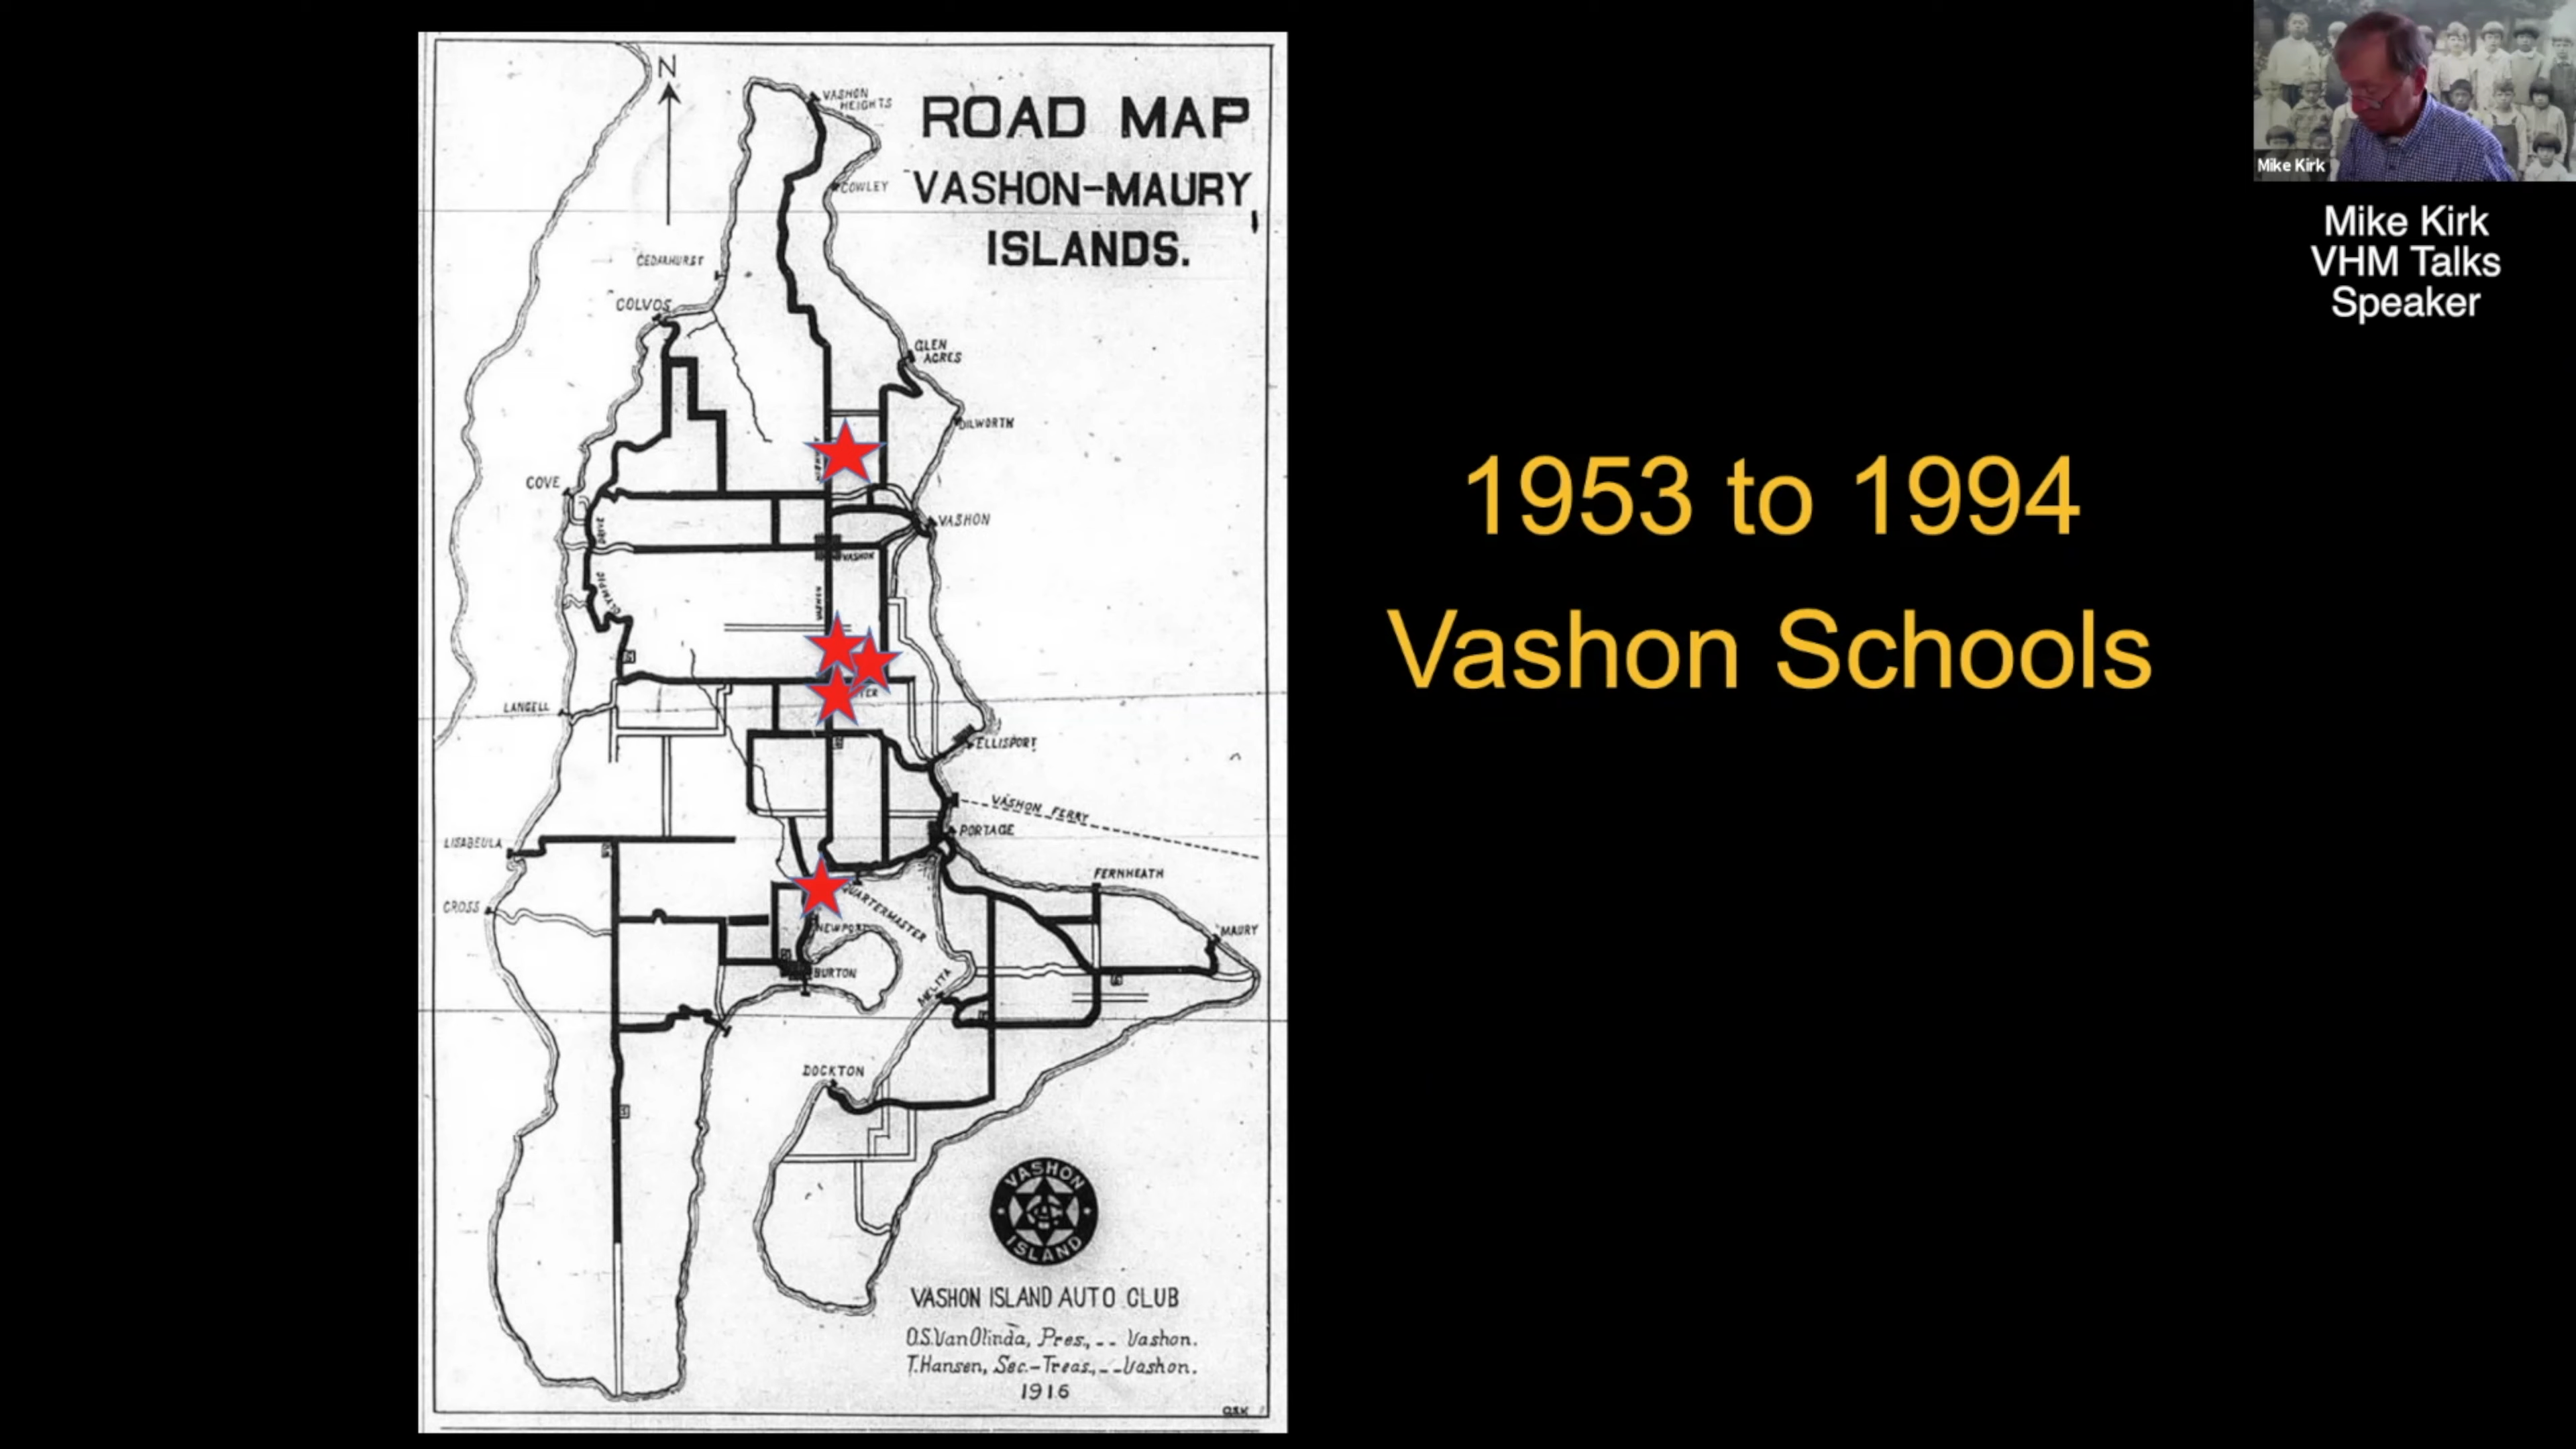 N
VASHON
HEIGHTS
ROAD MAP
COWLEY
VASHON-MAURY
ISLANDS.
CEDARHURST
COLVOS
GLEN
ACRES
DILWORTH
COVE
VASHON
VASHON
VASHON
LANGELL
ELLISPORT
VASHON FERRY
PORTAGE
LISABEULA
FERNHEATH
CROSS
QUARTERMASTER
NEWPORT
MAURY
BURTON
MELITA
DOCKTON
VASHON
ISLAND
VASHON ISLAND AUTO CLUB
O.S.VanOlinda, Pres., -- Vashon.
T.Hansen, Sec.-Treas., --Vashon.
1916
1953 to 1994
Vashon Schools
Mike Kirk
Mike Kirk
VHM Talks
Speaker